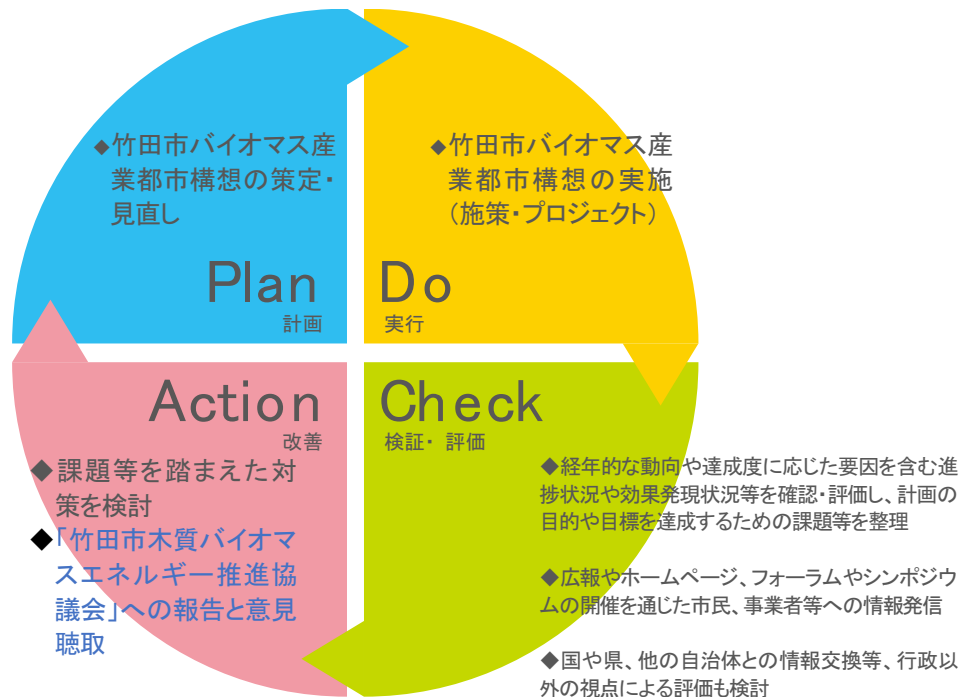 ◆竹田市バイオマス産
業都市構想の策定・
見直し
Plan
計画
◆竹田市バイオマス産
業都市構想の実施
（施策・プロジェクト）
Do
実行
Action
改善
◆課題等を踏まえた対
策を検討
◆「竹田市木質バイオマ
スエネルギー推進協
議会」への報告と意見
聴取
Check
検証・ 評価
◆経年的な動向や達成度に応じた要因を含む進
捗状況や効果発現状況等を確認・評価し、計画の
目的や目標を達成するための課題等を整理
◆広報やホームページ、フォーラムやシンポジウ
ムの開催を通じた市民、事業者等への情報発信
◆国や県、他の自治体との情報交換等、行政以
外の視点による評価も検討